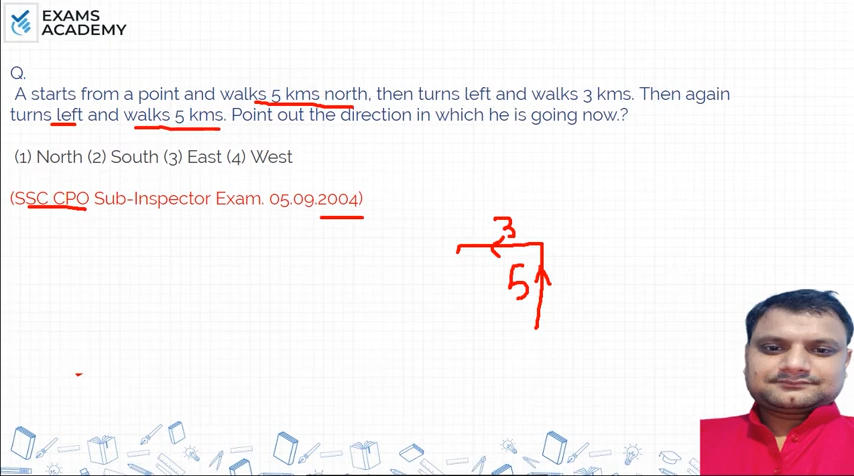 EXAMS
ACADEMY
Q.
A starts from a point and walks 5 kms north, then turns left and walks 3 kms. Then again
turns left and walks 5 kms. Point out the direction in which he is going now.?
(1) North (2) South (3) East (4) West
(SSC CPO Sub-Inspector Exam. 05.09.2004)
3
5